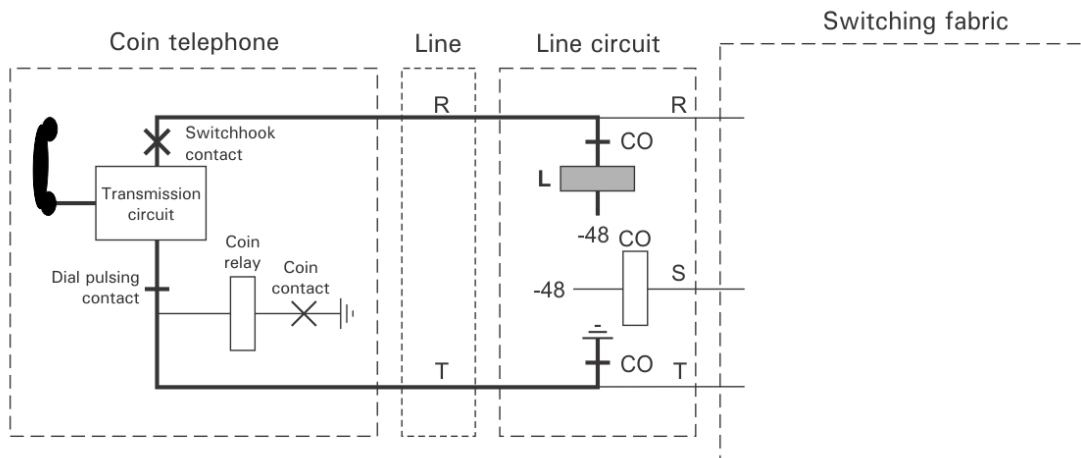 Switching fabric
Coin telephone
Line
Line circuit
R
R
Switchhook
contact
CO
L
Transmission
circuit
-48
CO
Coin
relay
Coin
contact
Dial pulsing
contact
-48
S
CO
T
T